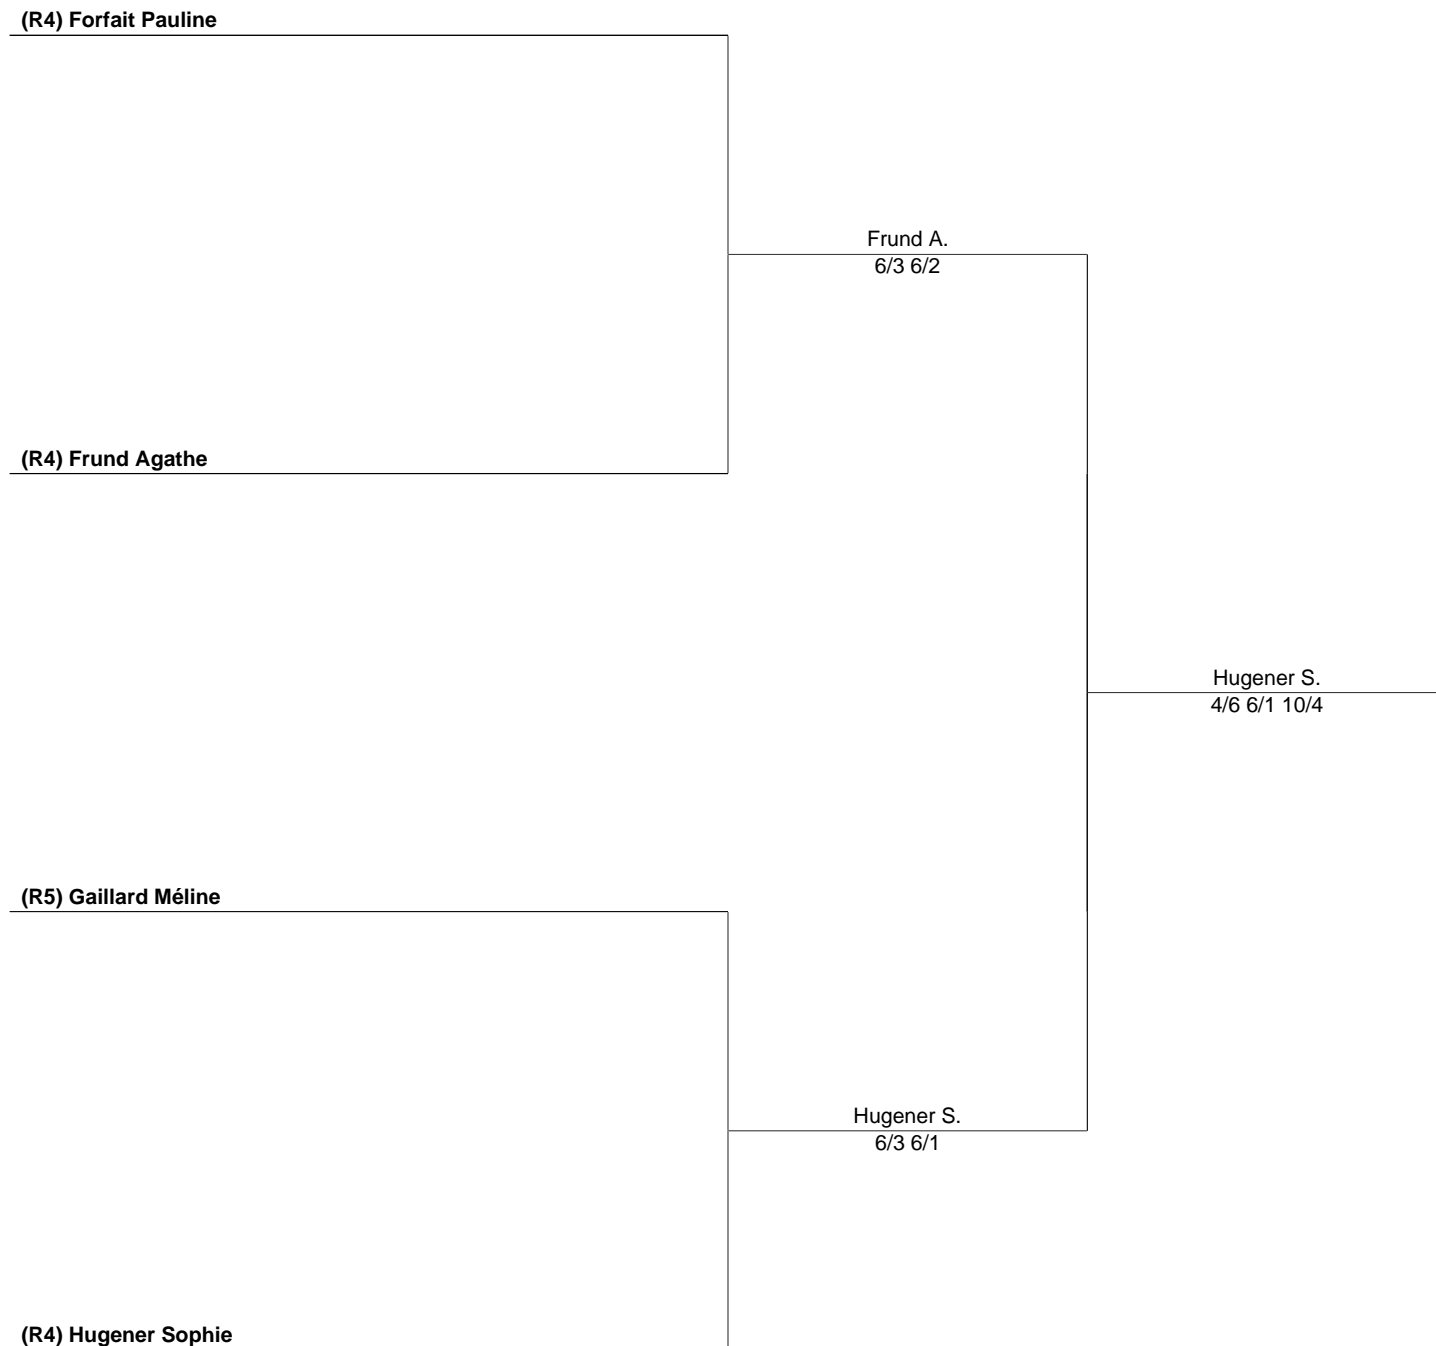 (R4) Forfait Pauline
Frund A.
6/3 6/2
(R4) Frund Agathe
Hugener S.
4/6 6/1 10/4
(R5) Gaillard Méline
Hugener S.
6/3 6/1
(R4) Hugener Sophie